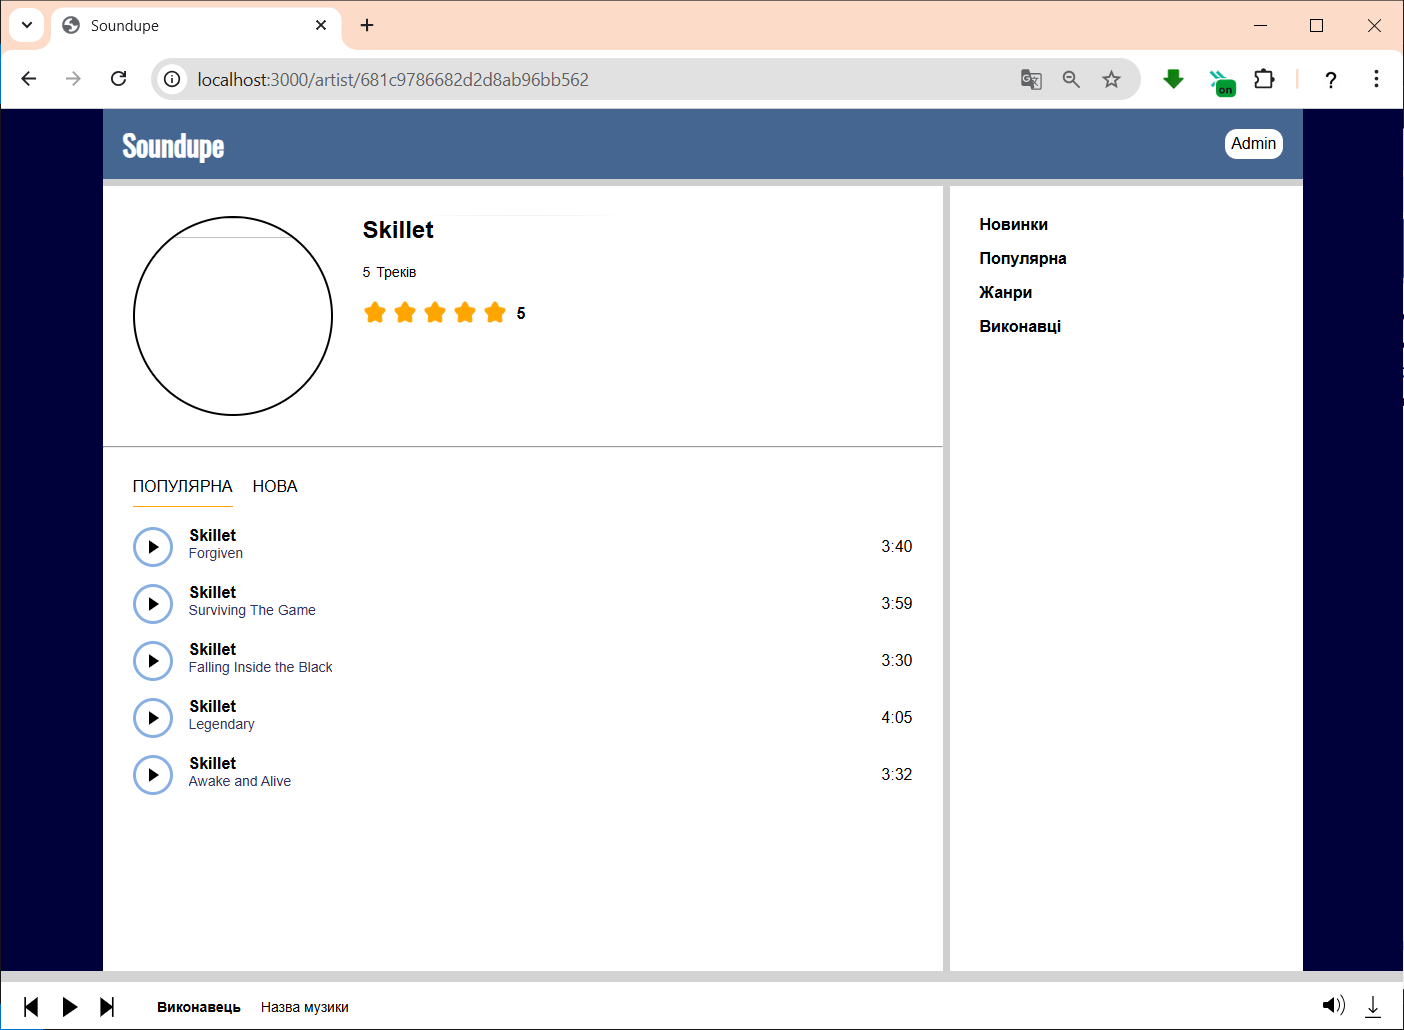 Soundupe
localhost:3000/artist/681c9786682d2d8ab96bb562
on
?
Soundupe
Admin
Skillet
5 Треків
5
Новинки
Популярна
Жанри
Виконавці
ПОПУЛЯРНА НОВА
Skillet
Forgiven
3:40
Skillet
Surviving The Game
3:59
Skillet
Falling Inside the Black
3:30
Skillet
Legendary
4:05
Skillet
Awake and Alive
3:32
Виконавець Назва музики